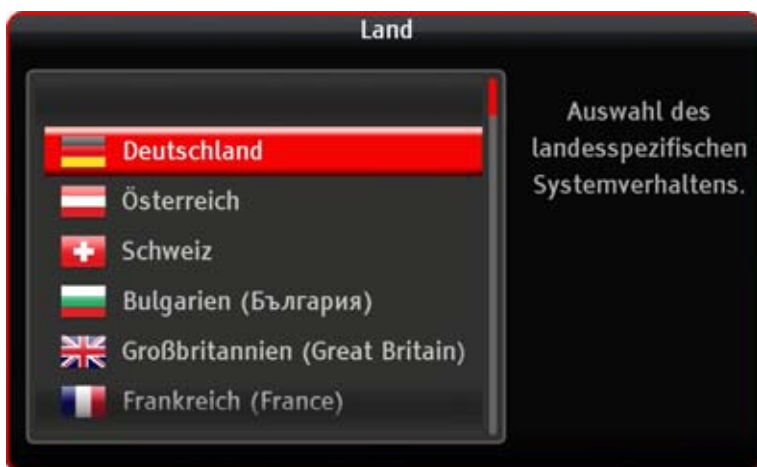 Land
Deutschland
Österreich
Schweiz
Bulgarien (България)
Großbritannien (Great Britain)
Frankreich (France)
Auswahl des
landesspezifischen
Systemverhaltens.